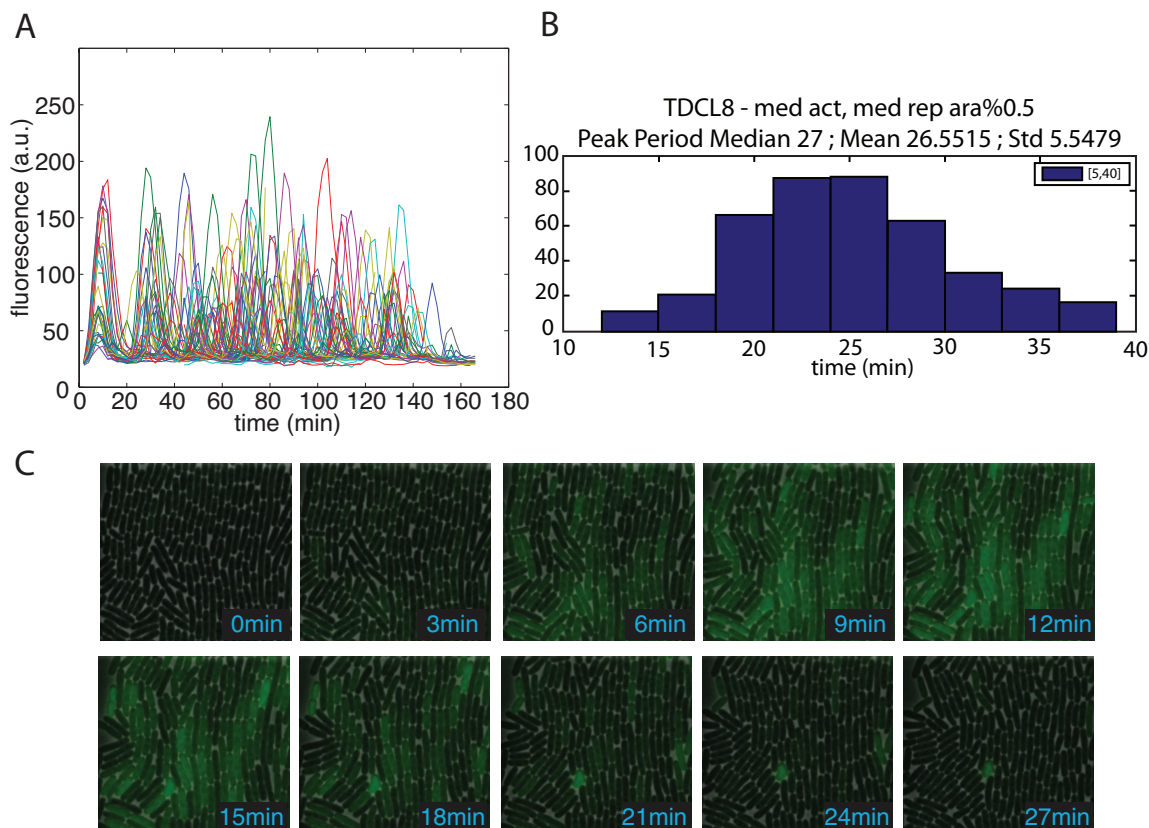 A
fluorescence (a.u.)
250
200
150
100
50
0
0 20 40 60 80 100 120 140 160 180
time (min)
B
TDCL8 - med act, med rep ara%0.5
Peak Period Median 27 ; Mean 26.5515 ; Std 5.5479
[5,40]
100
80
60
40
20
0
10 15 20 25 30 35 40
time (min)
C
0min 3min 6min 9min 12min
15min 18min 21min 24min 27min